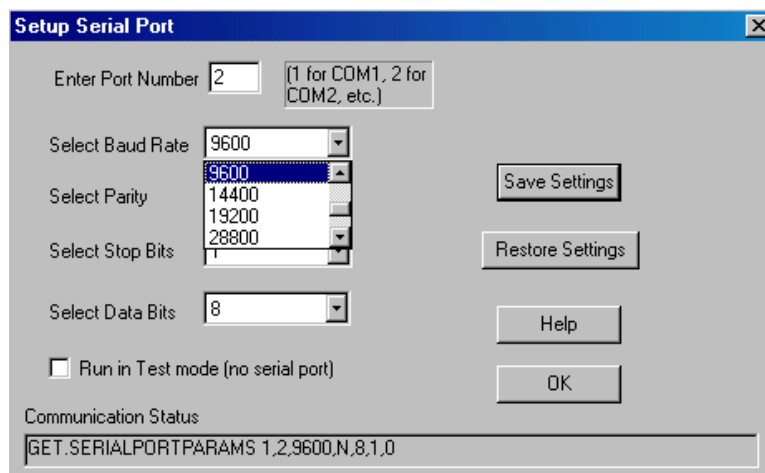 Setup Serial Port
Enter Port Number 2 (1 for COM1, 2 for
COM2, etc.)
Select Baud Rate 9600
9600
14400
19200
28800
Select Parity
Select Stop Bits 1
Select Data Bits 8
Run in Test mode (no serial port)
Save Settings
Restore Settings
Help
OK
Communication Status
GET.SERIALPORTPARAMS 1,2,9600,N,8,1,0